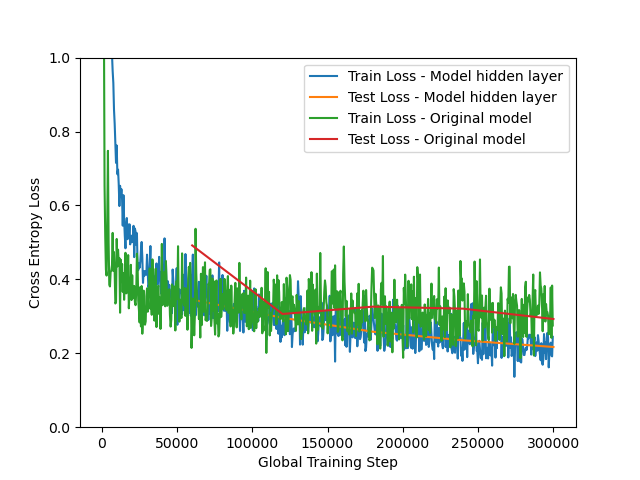 Train Loss - Model hidden layer
Test Loss - Model hidden layer
Train Loss - Original model
Test Loss - Original model
1.0
0.8
0.6
0.4
0.2
0.0
Cross Entropy Loss
0 50000 100000 150000 200000 250000 300000
Global Training Step